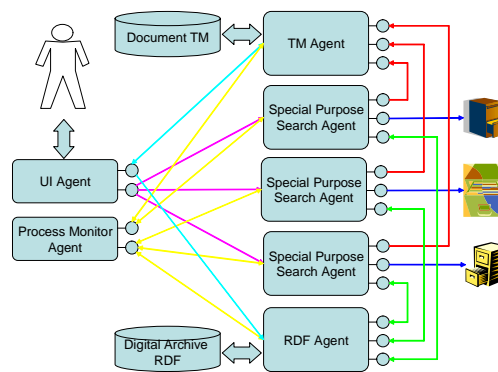 Document TM
TM Agent
Special Purpose
Search Agent
UI Agent
Special Purpose
Search Agent
Process Monitor
Agent
Special Purpose
Search Agent
Digital Archive
RDF
RDF Agent